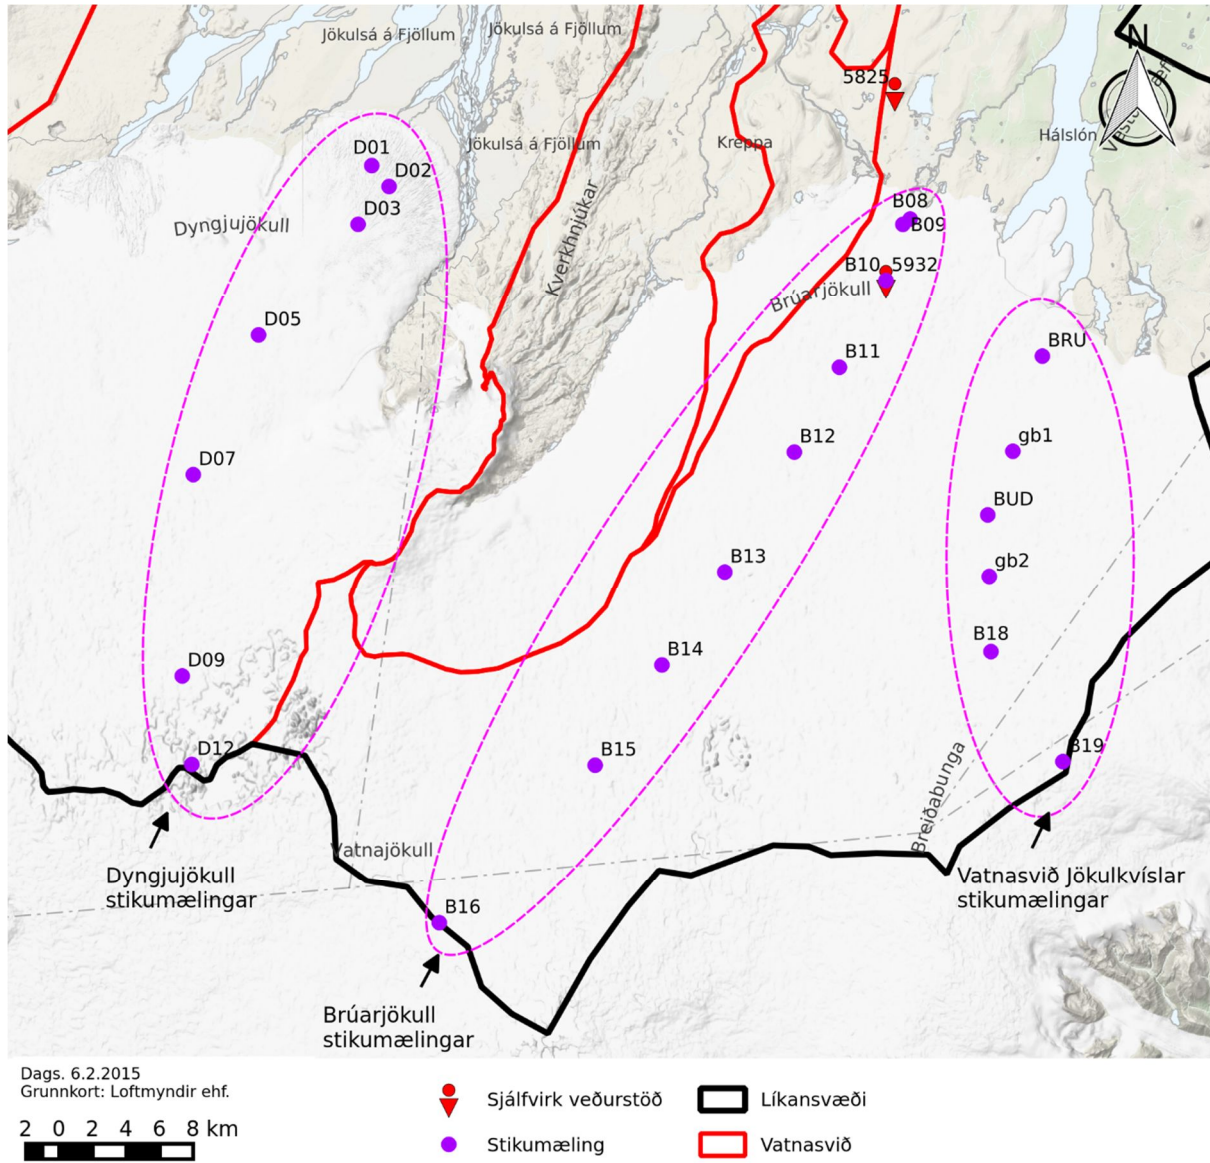 Jökulsá á Fjöllum
Jökulsá á Fjöllum
N
5825
Hálslón
Kreppa
Jökulsá á Fjöllum
D01
D02
D03
Dyngjujökull
Kverkhnjúkar
B08
B09
B10
5932
Brúarjökull
D05
B11
BRU
B12
gb1
D07
BUD
B13
gb2
B14
B18
D09
D12
B15
B19
Breiðabunga
Vatnajökull
Dyngjujökull
stikumælingar
Vatnasvið Jökulkvíslar
stikumælingar
B16
Brúarjökull
stikumælingar
Dags. 6.2.2015
Grunnkort: Loftmyndir ehf.
2 0 2 4 6 8 km
Sjálfvirk veðurstöð
Líkansvæði
Stikumæling
Vatnasvið